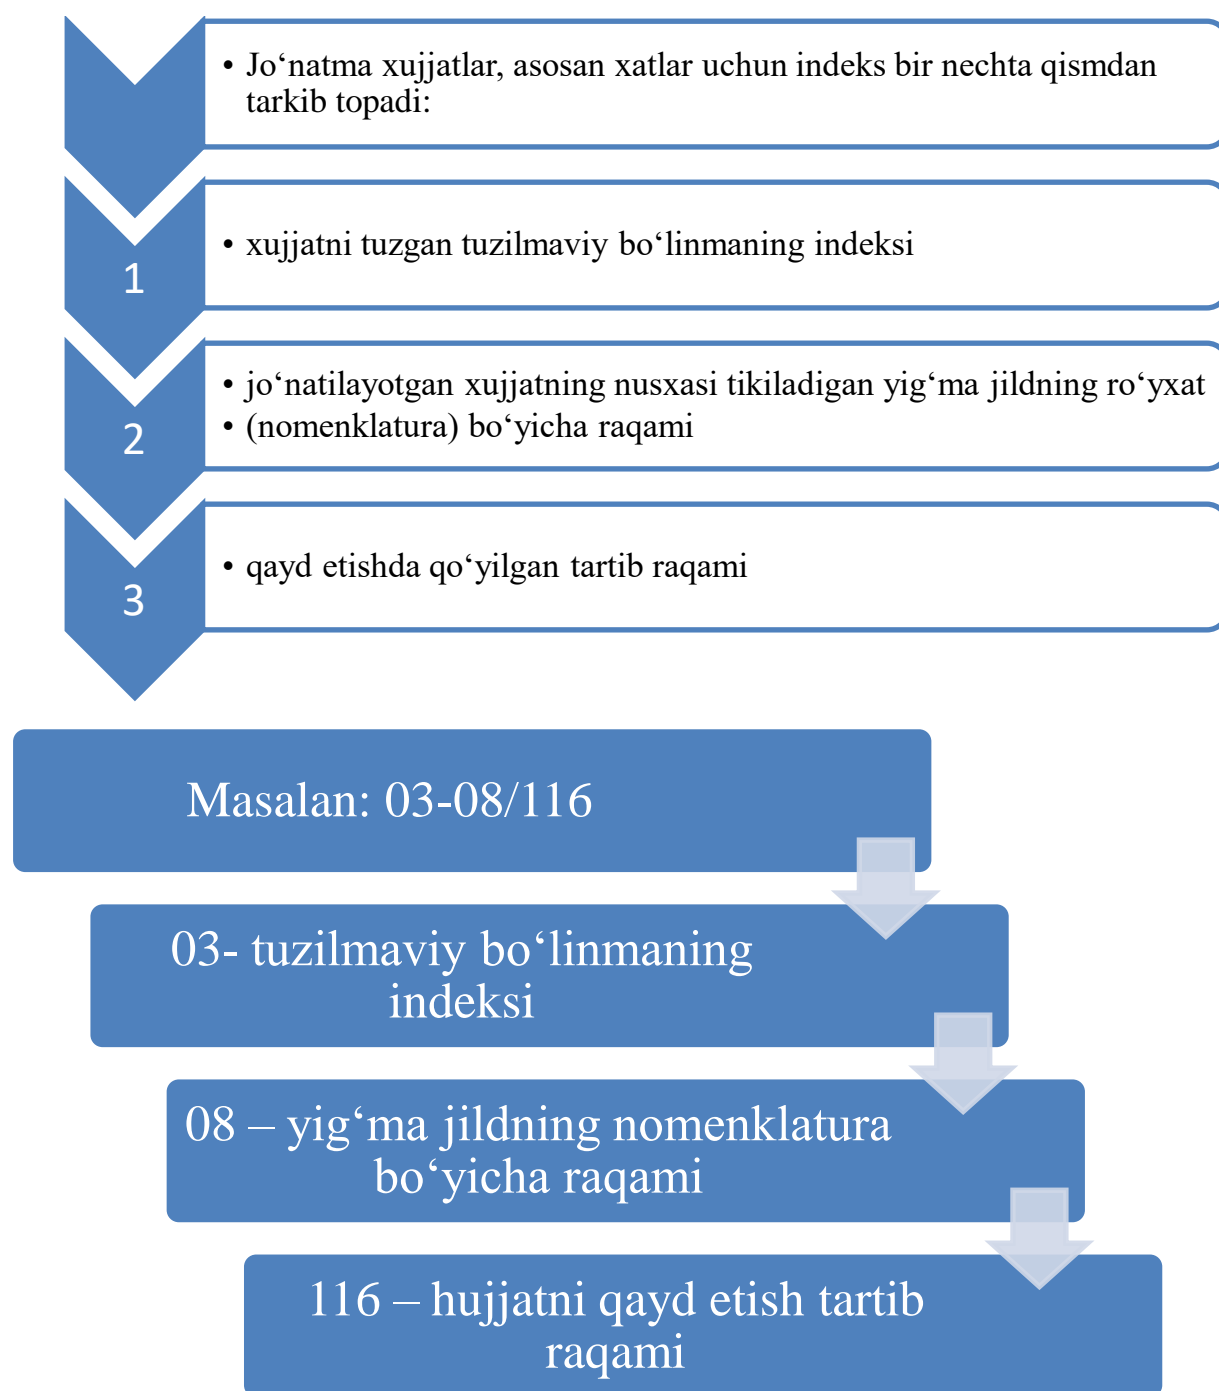 • Jo‘natma xujjatlar, asosan xatlar uchun indeks bir nechta qismdan
tarkib topadi:
1
• xujjatni tuzgan tuzilmaviy bo‘linmaning indeksi
2
• jo‘natilayotgan xujjatning nusxasi tikiladigan yig‘ma jildning ro‘yxat
• (nomenklatura) bo‘yicha raqami
3
• qayd etishda qo‘yilgan tartib raqami
Masalan: 03-08/116
03- tuzilmaviy bo‘linmaning
indeksi
08 – yig‘ma jildning nomenklatura
bo‘yicha raqami
116 – hujjatni qayd etish tartib
raqami